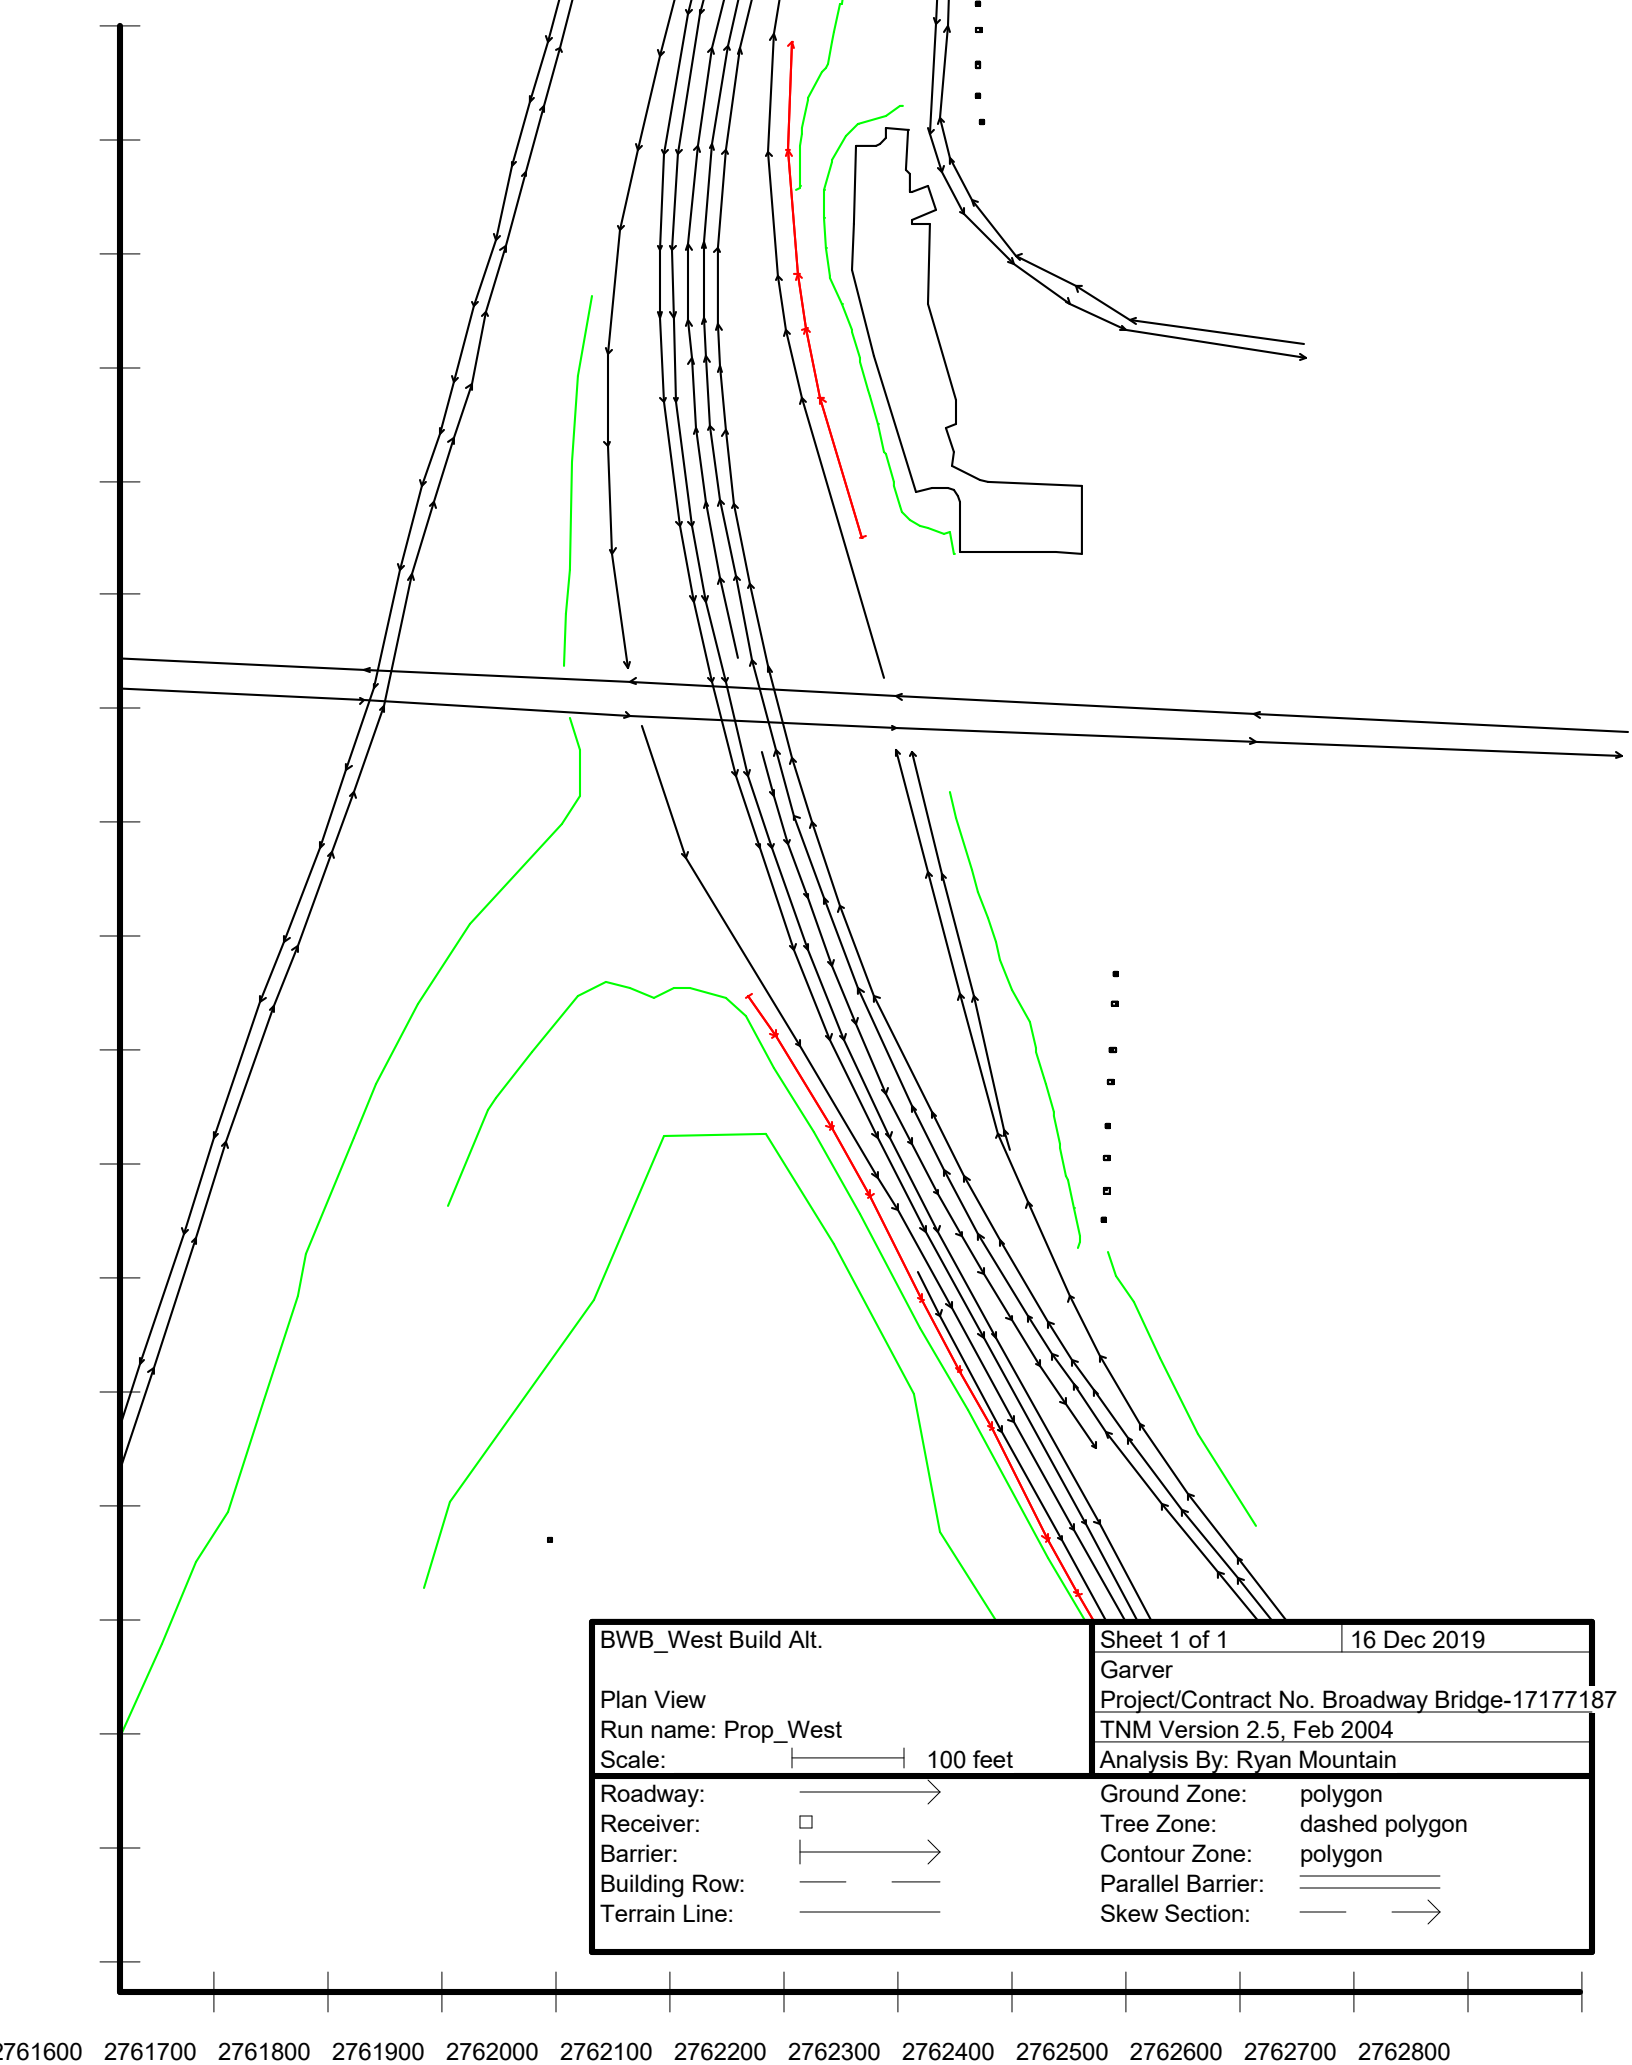 BWB_West Build Alt.
Plan View
Run name: Prop_West
Scale: 100 feet
Sheet 1 of 1 16 Dec 2019
Garver
Project/Contract No. Broadway Bridge-17177187
TNM Version 2.5, Feb 2004
Analysis By: Ryan Mountain
Roadway:
Receiver:
Barrier:
Building Row:
Terrain Line:
Ground Zone: polygon
Tree Zone: dashed polygon
Contour Zone: polygon
Parallel Barrier:
Skew Section:
2761600 2761700 2761800 2761900 2762000 2762100 2762200 2762300 2762400 2762500 2762600 2762700 2762800